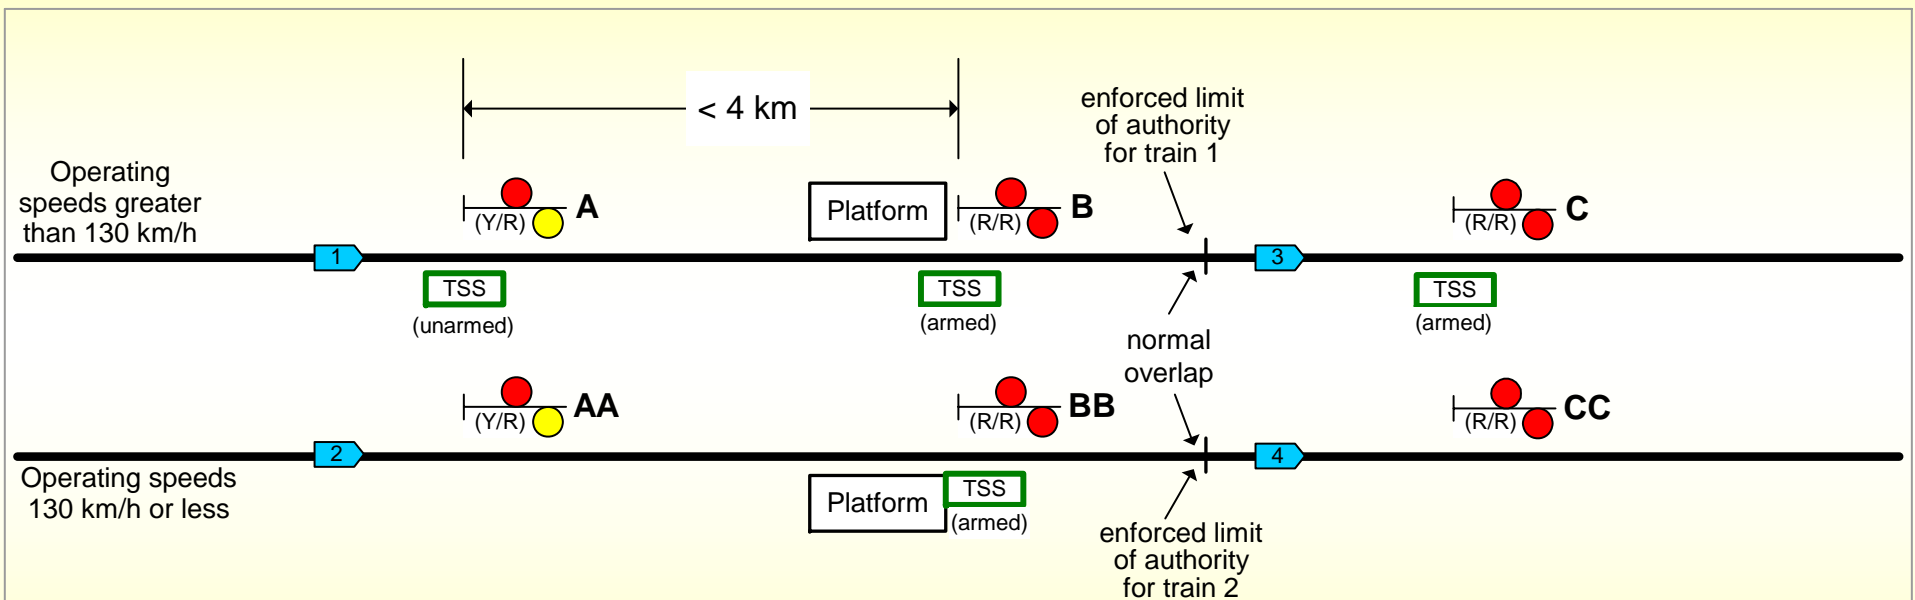 < 4 km
enforced limit
of authority
for train 1
Operating
speeds greater
than 130 km/h
(Y/R)
A
Platform
(R/R)
B
(R/R)
C
1
3
TSS
(unarmed)
TSS
(armed)
TSS
(armed)
normal
overlap
(Y/R)
AA
(R/R)
BB
(R/R)
CC
2
4
Operating speeds
130 km/h or less
Platform
TSS
(armed)
enforced limit
of authority
for train 2